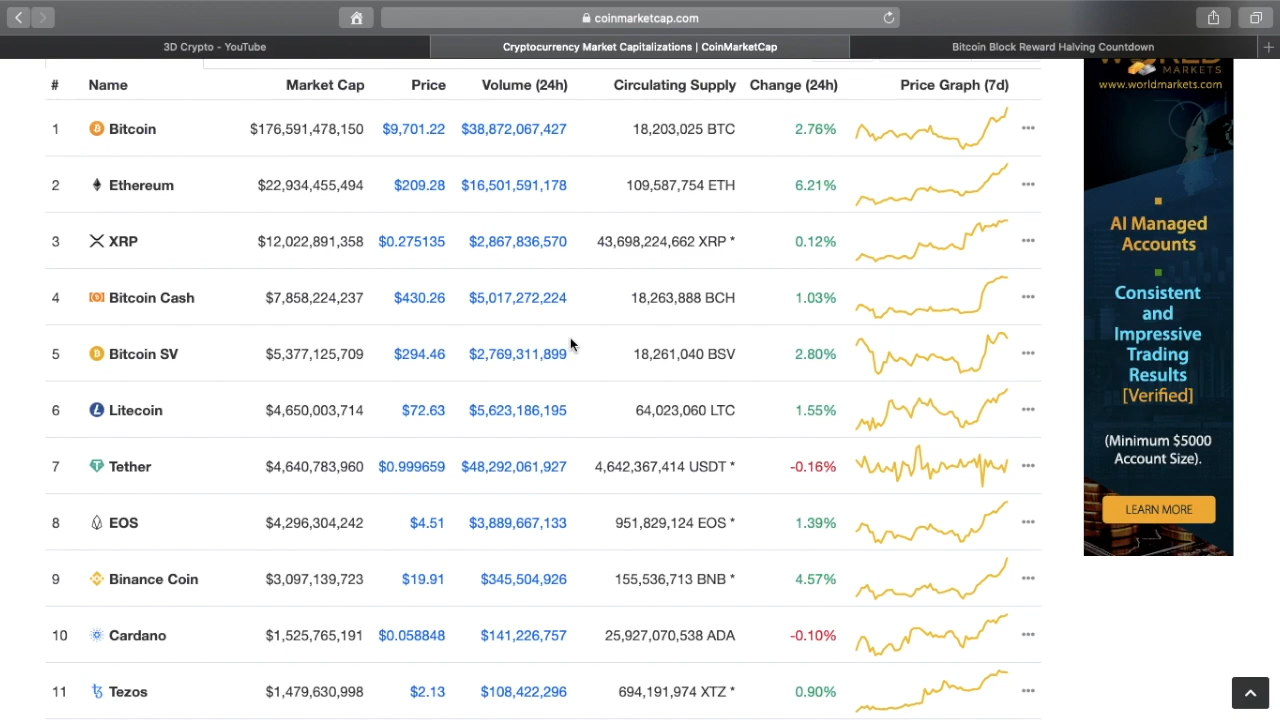 coinmarketcap.com
3D Crypto - YouTube
Cryptocurrency Market Capitalizations | CoinMarketCap
Bitcoin Block Reward Halving Countdown
# Name Market Cap Price Volume (24h) Circulating Supply Change (24h) Price Graph (7d)
1 Bitcoin $176,591,478,150 $9,701.22 $38,872,067,427 18,203,025 BTC 2.76%
2 Ethereum $22,934,455,494 $209.28 $16,501,591,178 109,587,754 ETH 6.21%
3 XRP $12,022,891,358 $0.275135 $2,867,836,570 43,698,224,662 XRP * 0.12%
4 Bitcoin Cash $7,858,224,237 $430.26 $5,017,272,224 18,263,888 BCH 1.03%
5 Bitcoin SV $5,377,125,709 $294.46 $2,769,311,899 18,261,040 BSV 2.80%
6 Litecoin $4,650,003,714 $72.63 $5,623,186,195 64,023,060 LTC 1.55%
7 Tether $4,640,783,960 $0.999659 $48,292,061,927 4,642,367,414 USDT * -0.16%
8 EOS $4,296,304,242 $4.51 $3,889,667,133 951,829,124 EOS * 1.39%
9 Binance Coin $3,097,139,723 $19.91 $345,504,926 155,536,713 BNB * 4.57%
10 Cardano $1,525,765,191 $0.058848 $141,226,757 25,927,070,538 ADA -0.10%
11 Tezos $1,479,630,998 $2.13 $108,422,296 694,191,974 XTZ * 0.90%
MARKETS
www.worldmarkets.com
AI Managed
Accounts
Consistent
and
Impressive
Trading
Results
[Verified]
(Minimum $5000
Account Size).
LEARN MORE